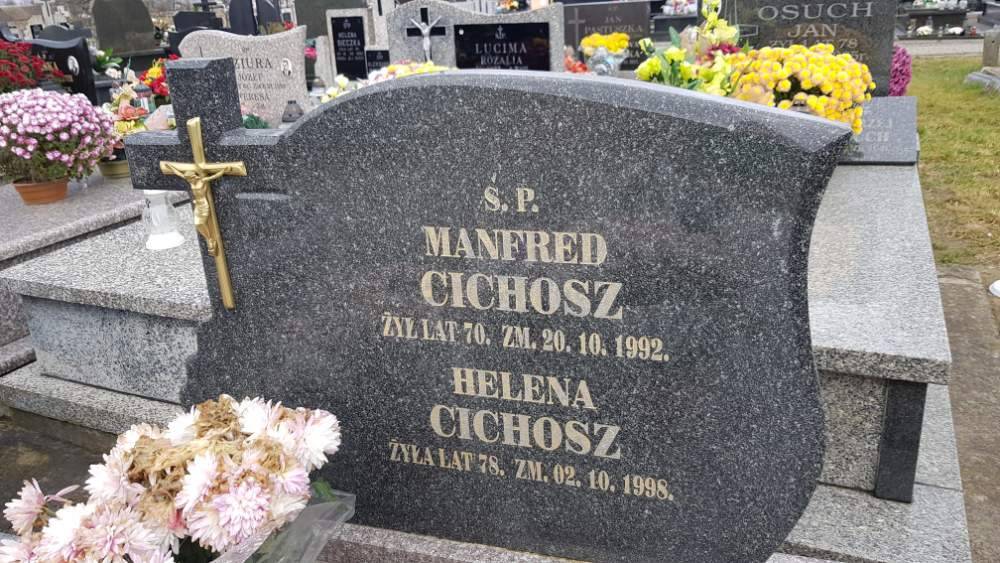 Ś. P.
MANFRED
CICHOSZ
ŻYŁ LAT 70. ZM. 20. 10. 1992.
HELENA
CICHOSZ
ŻYŁA LAT 78. ZM. 02. 10. 1998.
LUCIMA
ROZALIA
OSUCH
JAN
HELENA
JAN